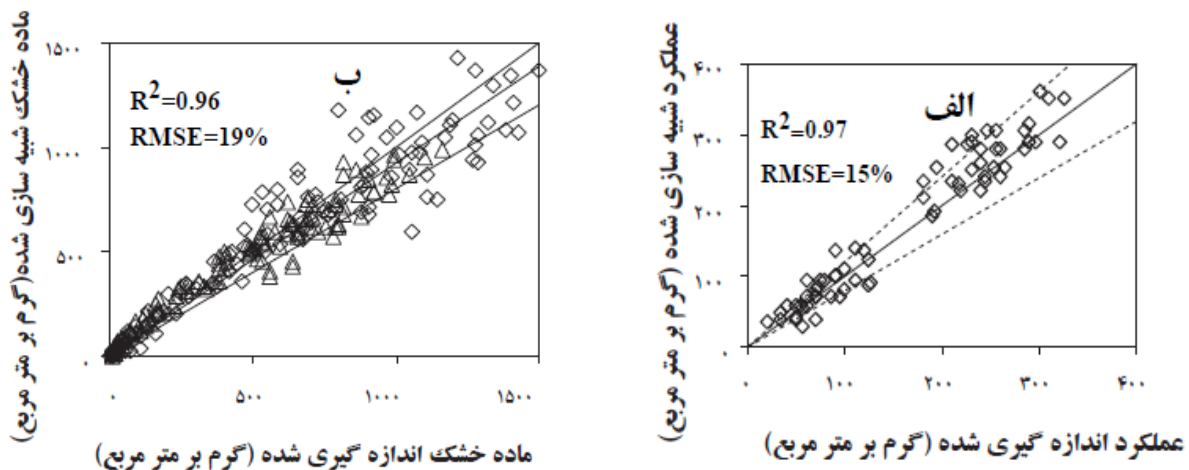 ماده خشک شبیه سازی شده(گرم بر متر مربع)
۱۵۰۰
۱۰۰۰
۵۰۰
۰
ب
R²=0.96
RMSE=19%
۰ ۵۰۰ ۱۰۰۰ ۱۵۰۰
ماده خشک اندازه گیری شده (گرم بر متر مربع)
عملکرد شبیه سازی شده (گرم بر متر مربع)
۴۰۰
۳۰۰
۲۰۰
۱۰۰
۰
الف
R²=0.97
RMSE=15%
۰ ۱۰۰ ۲۰۰ ۳۰۰ ۴۰۰
عملکرد اندازه گیری شده (گرم بر متر مربع)